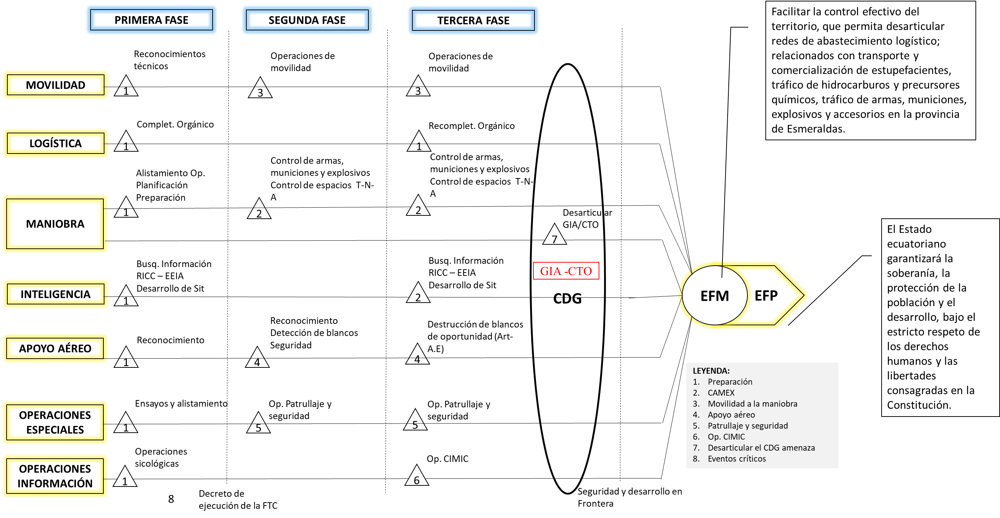 PRIMERA FASE
SEGUNDA FASE
TERCERA FASE
Facilitar la control efectivo del
territorio, que permita desarticular
redes de abastecimiento logístico;
relacionados con transporte y
comercialización de estupefacientes,
tráfico de hidrocarburos y precursores
químicos, tráfico de armas, municiones,
explosivos y accesorios en la provincia
de Esmeraldas.
MOVILIDAD
Reconocimientos
técnicos
1
Operaciones de
movilidad
3
Operaciones de
movilidad
3
LOGÍSTICA
Complet. Orgánico
1
Recomplet. Orgánico
1
MANIOBRA
Alistamiento Op.
Planificación
Preparación
1
Control de armas,
municiones y explosivos
Control de espacios T-N-
A
2
Control de armas,
municiones y explosivos
Control de espacios T-N-
A
2
Desarticular
GIA/CTO
7
INTELIGENCIA
Busq. Información
RICC – EEIA
Desarrollo de Sit
1
Busq. Información
RICC – EEIA
Desarrollo de Sit
2
GIA -CTO
CDG
EFM
EFP
El Estado
ecuatoriano
garantizará la
soberanía, la
protección de la
población y el
desarrollo, bajo el
estricto respeto de
los derechos
humanos y las
libertades
consagradas en la
Constitución.
APOYO AÉREO
Reconocimiento
1
Reconocimiento
Detección de blancos
Seguridad
4
Destrucción de blancos
de oportunidad (Art-
A.E)
4
OPERACIONES
ESPECIALES
Ensayos y alistamiento
1
Op. Patrullaje y
seguridad
5
Op. Patrullaje y
seguridad
5
OPERACIONES
INFORMACIÓN
Operaciones
sicológicas
1
Op. CIMIC
6
8
Decreto de
ejecución de la FTC
Seguridad y desarrollo en
Frontera
LEYENDA:
1. Preparación
2. CAMEX
3. Movilidad a la maniobra
4. Apoyo aéreo
5. Patrullaje y seguridad
6. Op. CIMIC
7. Desarticular el CDG amenaza
8. Eventos críticos